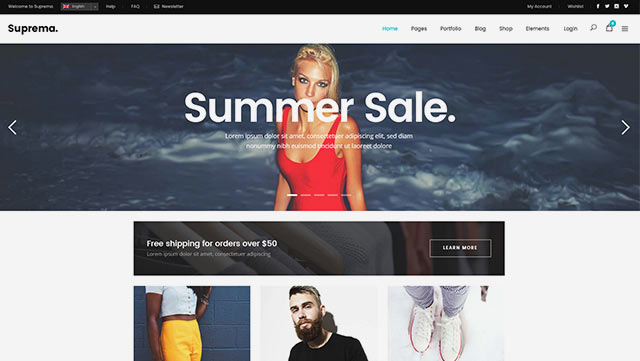 Welcome to Suprema English Help FAQ Newsletter My Account Wishlist
Suprema. Home Pages Portfolio Blog Shop Elements Login
Summer Sale.
Lorem ipsum dolor sit amet, consectetuer adipiscing elit, sed diam
nonummy nibh euismod tincidunt ut laoreet dolore
Free shipping for orders over $50
Lorem ipsum dolor sit amet, consectetuer adipiscing
LEARN MORE